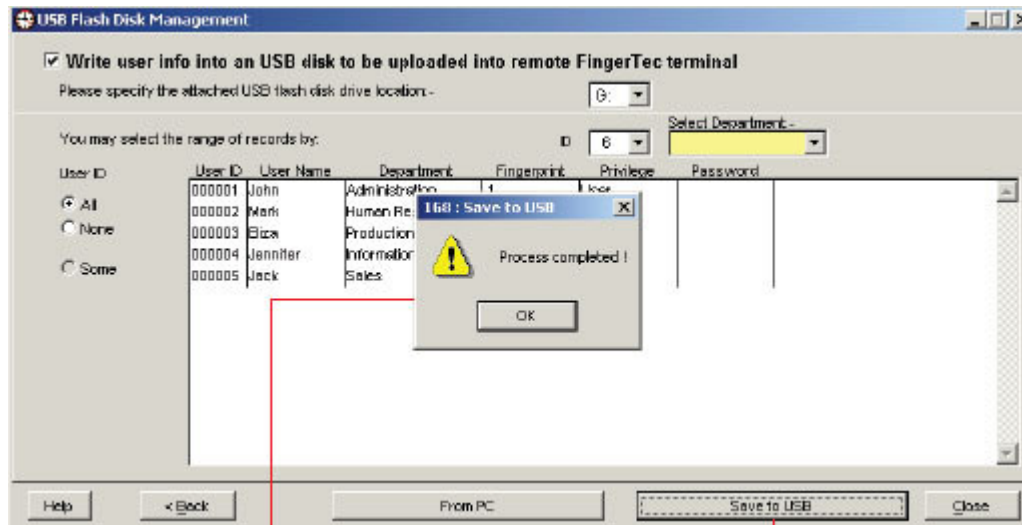 USB Flash Disk Management
Write user info into an USB disk to be uploaded into remote FingerTec terminal
Please specify the attached USB flash disk drive location:-
G:
Select Department -
You may select the range of records by:
ID
6
User ID
User ID User Name Department Fingerprint Privilege Password
000001 John Administration 1 User
000002 Mark Human Re
000003 Eliza Production
000004 Jennifer Information
000005 Jack Sales
All
None
Some
168 : Save to USB
Process completed !
OK
Help
< Back
From PC
Save to USB
Close